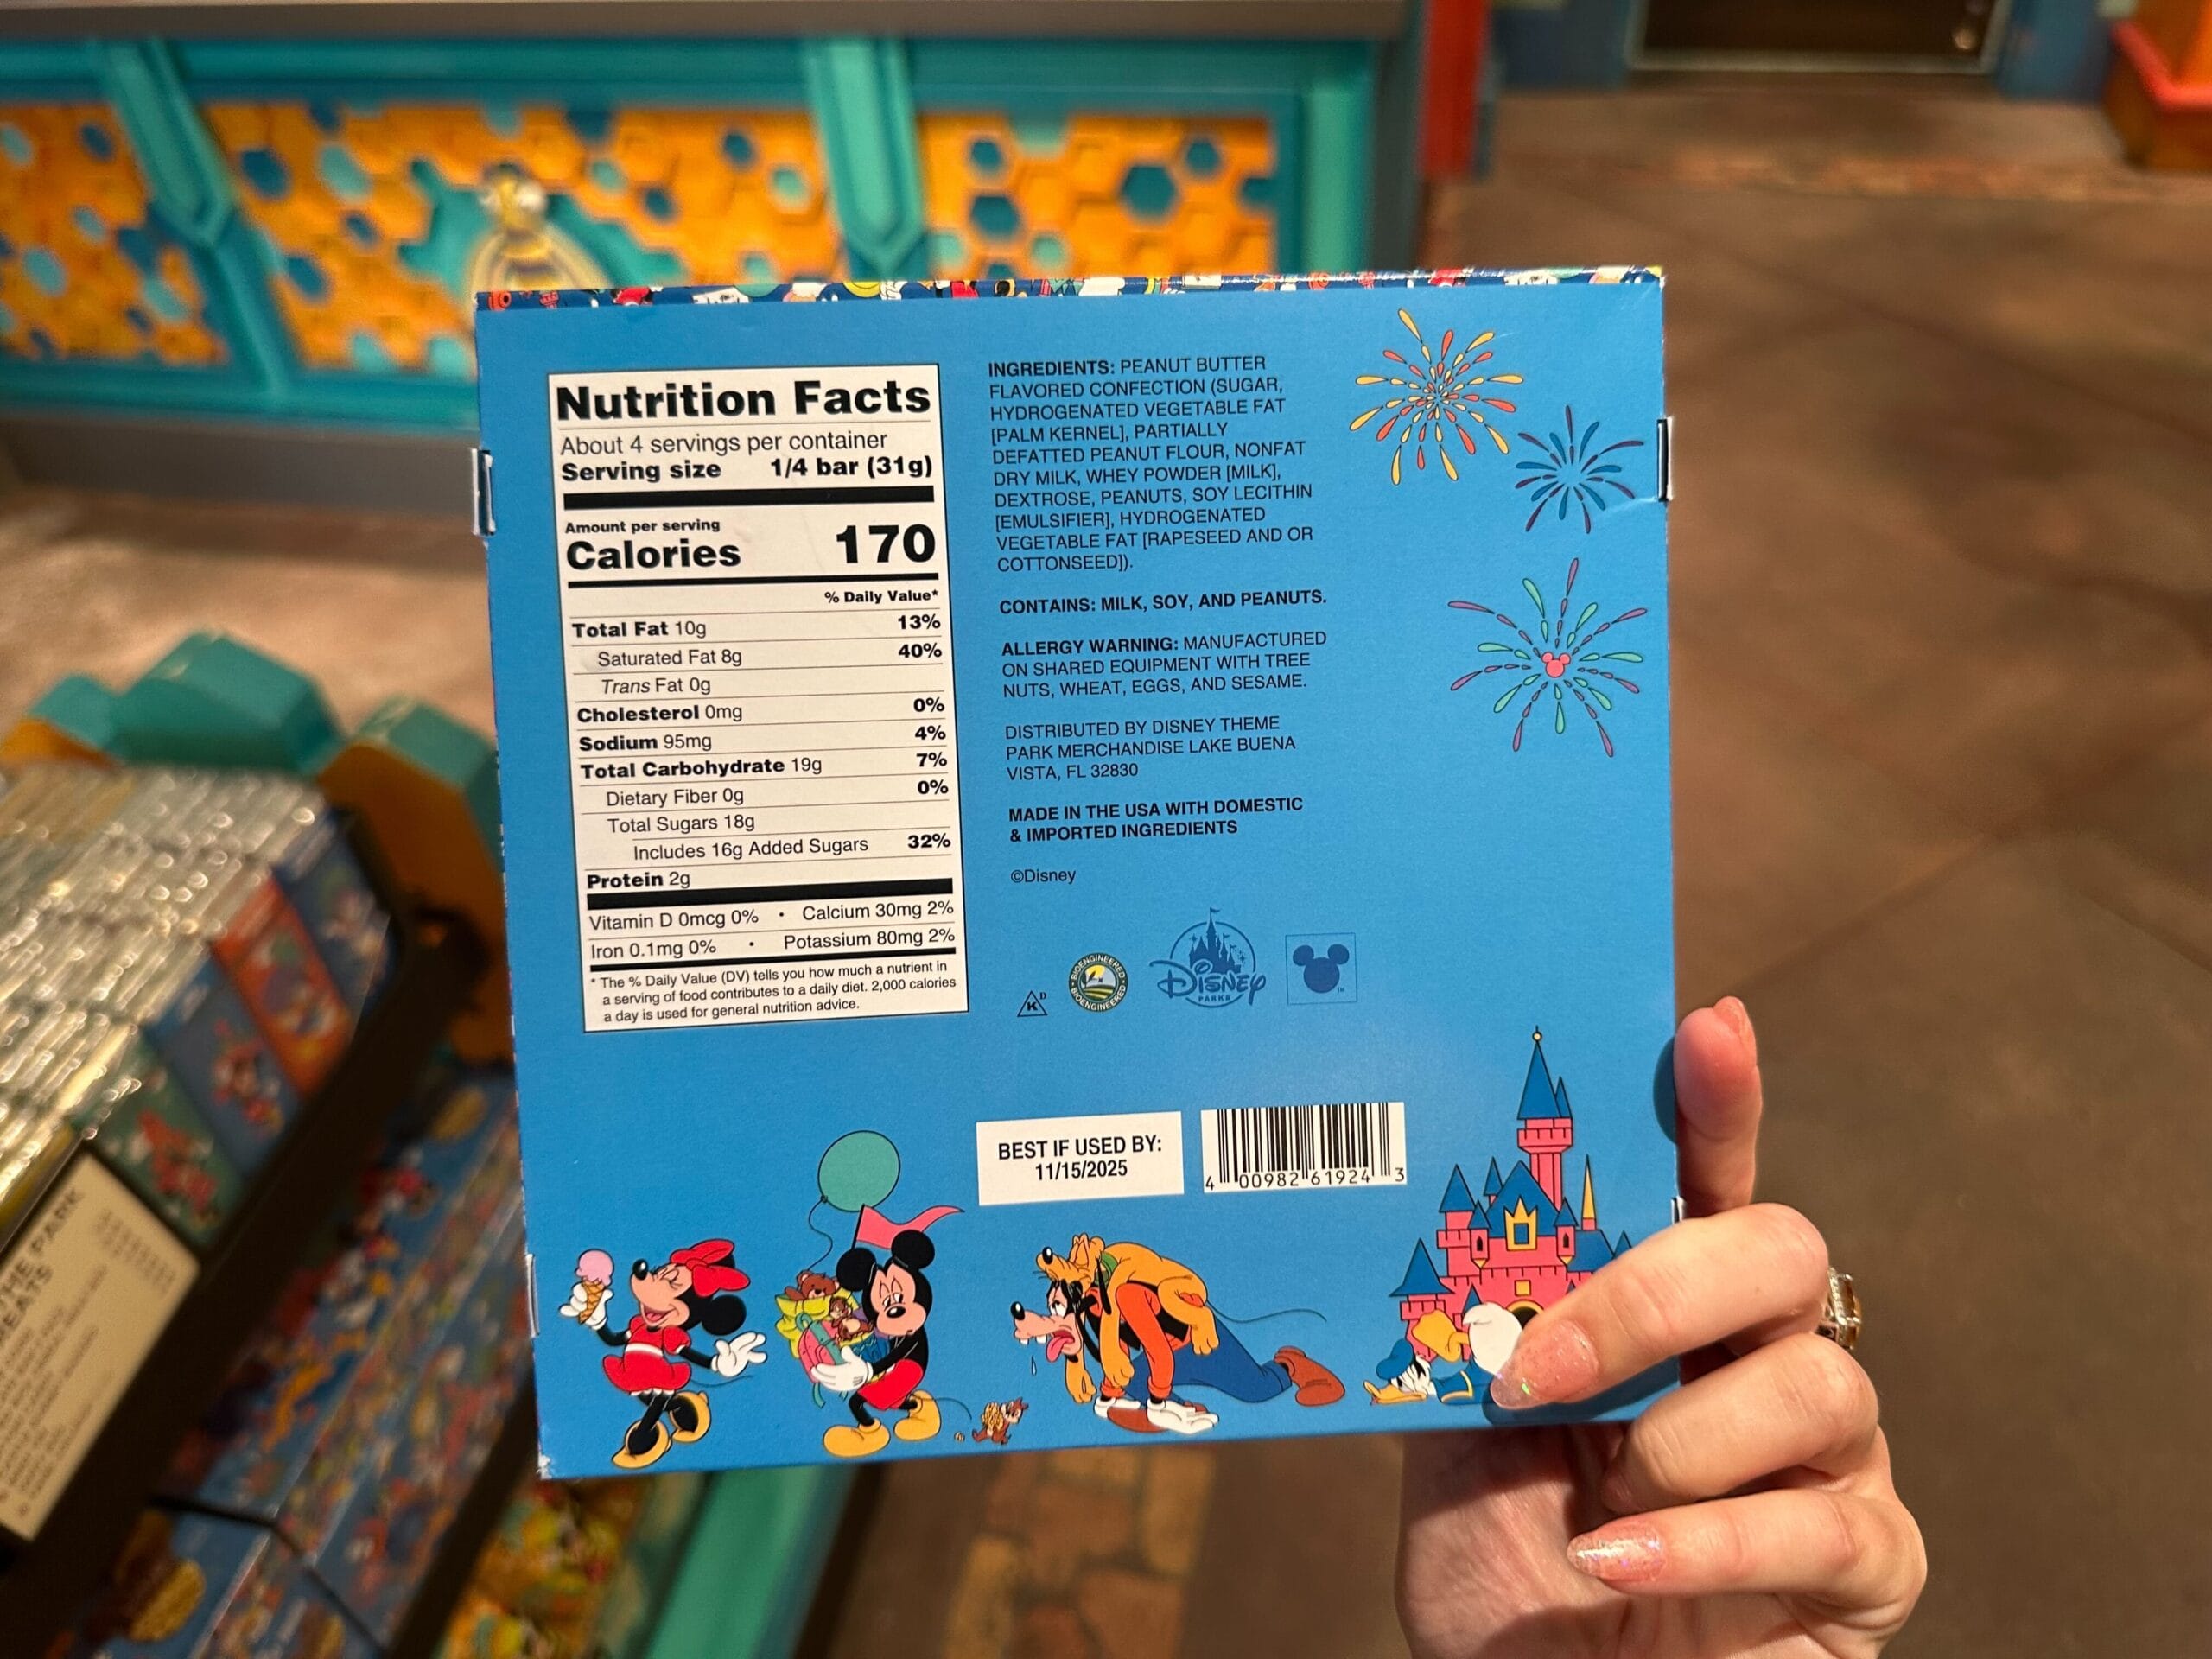 Nutrition Facts
About 4 servings per container
Serving size 1/4 bar (31g)
Amount per serving
Calories 170
% Daily Value*
Total Fat 10g 13%
Saturated Fat 8g 40%
Trans Fat 0g
Cholesterol 0mg 0%
Sodium 95mg 4%
Total Carbohydrate 19g 7%
Dietary Fiber 0g 0%
Total Sugars 18g
Includes 16g Added Sugars 32%
Protein 2g
Vitamin D 0mcg 0% • Calcium 30mg 2%
Iron 0.1mg 0% • Potassium 80mg 2%
* The % Daily Value (DV) tells you how much a nutrient in
a serving of food contributes to a daily diet. 2,000 calories
a day is used for general nutrition advice.
INGREDIENTS: PEANUT BUTTER
FLAVORED CONFECTION (SUGAR,
HYDROGENATED VEGETABLE FAT
[PALM KERNEL], PARTIALLY
DEFATTED PEANUT FLOUR, NONFAT
DRY MILK, WHEY POWDER [MILK],
DEXTROSE, PEANUTS, SOY LECITHIN
[EMULSIFIER], HYDROGENATED
VEGETABLE FAT [RAPESEED AND OR
COTTONSEED]).
CONTAINS: MILK, SOY, AND PEANUTS.
ALLERGY WARNING: MANUFACTURED
ON SHARED EQUIPMENT WITH TREE
NUTS, WHEAT, EGGS, AND SESAME.
DISTRIBUTED BY DISNEY THEME
PARK MERCHANDISE LAKE BUENA
VISTA, FL 32830
MADE IN THE USA WITH DOMESTIC
& IMPORTED INGREDIENTS
©Disney
K D
BIOENGINEERED
BIOENGINEERED
Disney
PARKS
TM
BEST IF USED BY:
11/15/2025
4 00982 61924 3
THE PARK